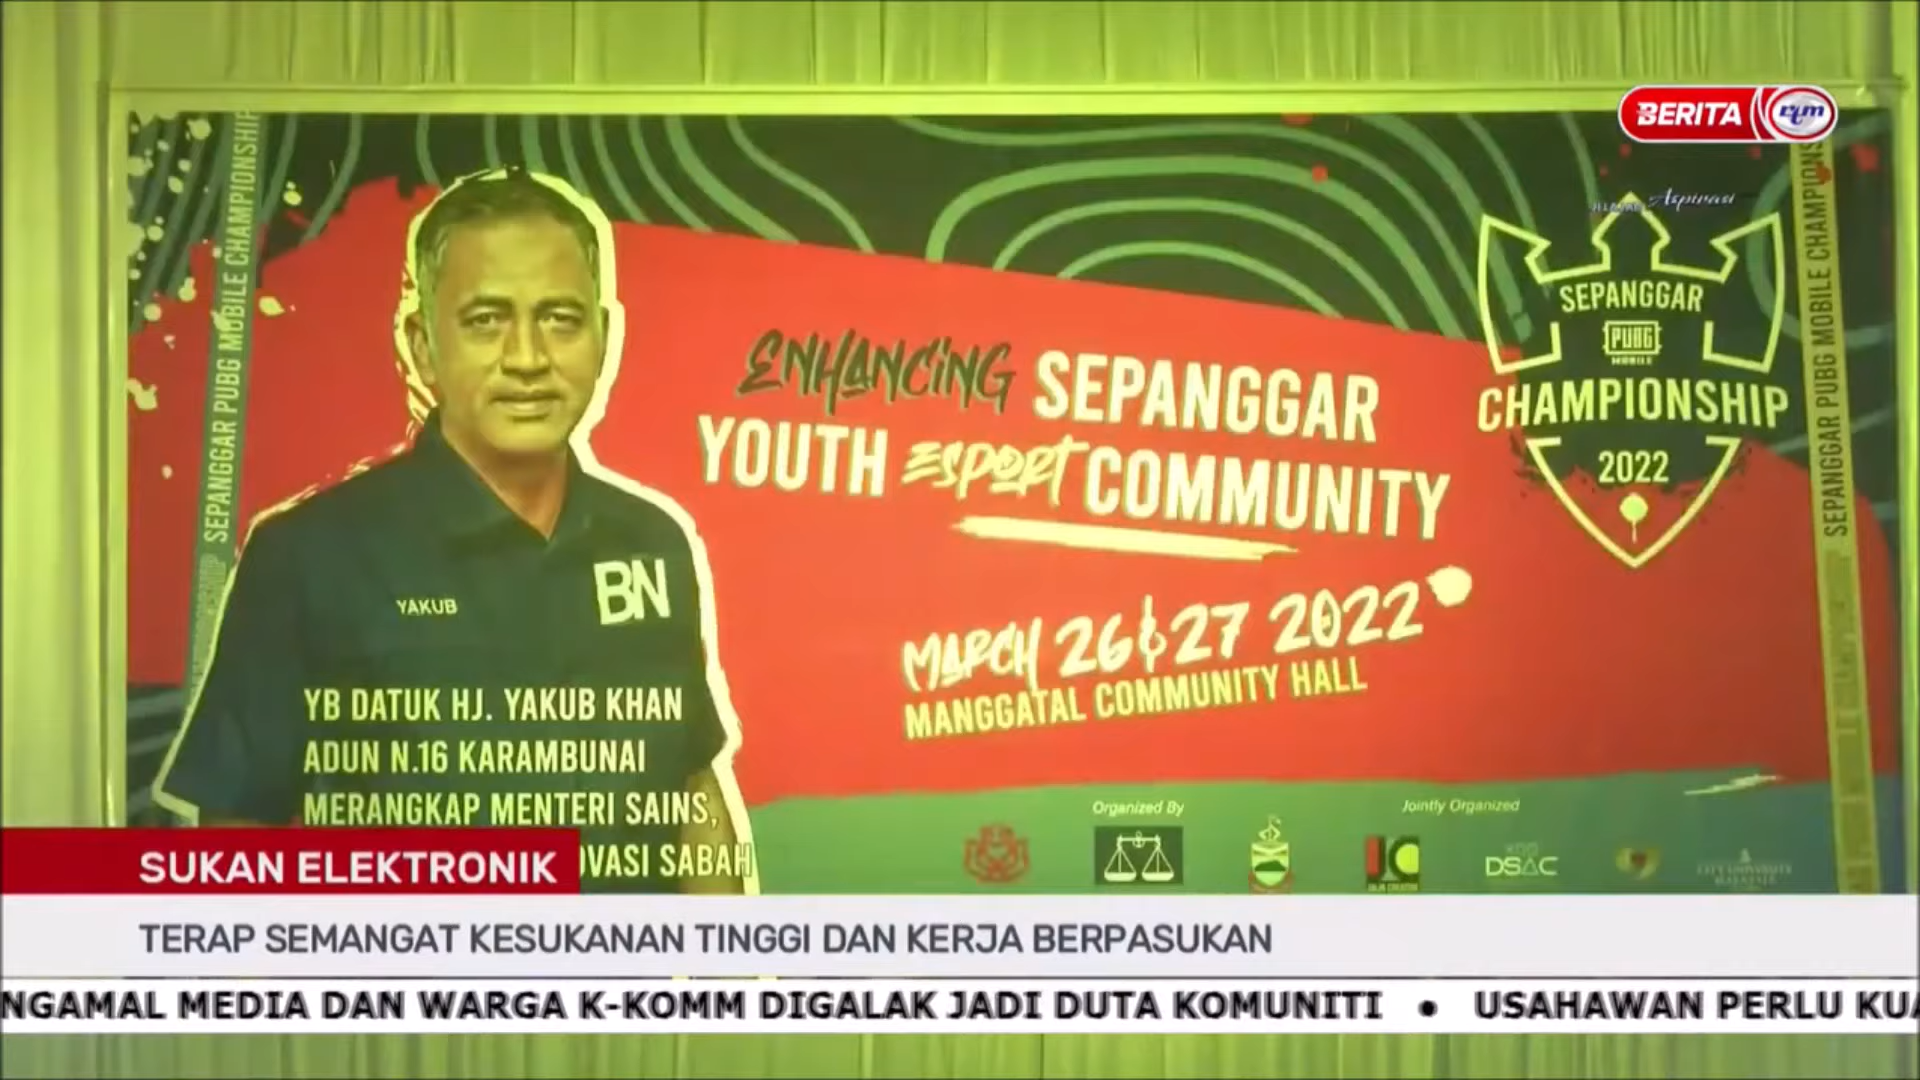 BERITA rtm
SEPANGGAR PUBG MOBILE CHAMPIONSHIP
Aspirasi
SEPANGGAR
PUBG
MOBILE
CHAMPIONSHIP
2022
ENHANCING SEPANGGAR
YOUTH ESPORT COMMUNITY
MARCH 26 & 27 2022
MANGGATAL COMMUNITY HALL
YAKUB
BN
YB DATUK HJ. YAKUB KHAN
ADUN N.16 KARAMBUNAI
MERANGKAP MENTERI SAINS,
OVASI SABAH
Organized By
Jointly Organized
DSAC
SEPANGGAR PUBG MOBILE CHAMPIONS
SUKAN ELEKTRONIK
TERAP SEMANGAT KESUKANAN TINGGI DAN KERJA BERPASUKAN
NGAMAL MEDIA DAN WARGA K-KOMM DIGALAK JADI DUTA KOMUNITI • USAHAWAN PERLU KUA